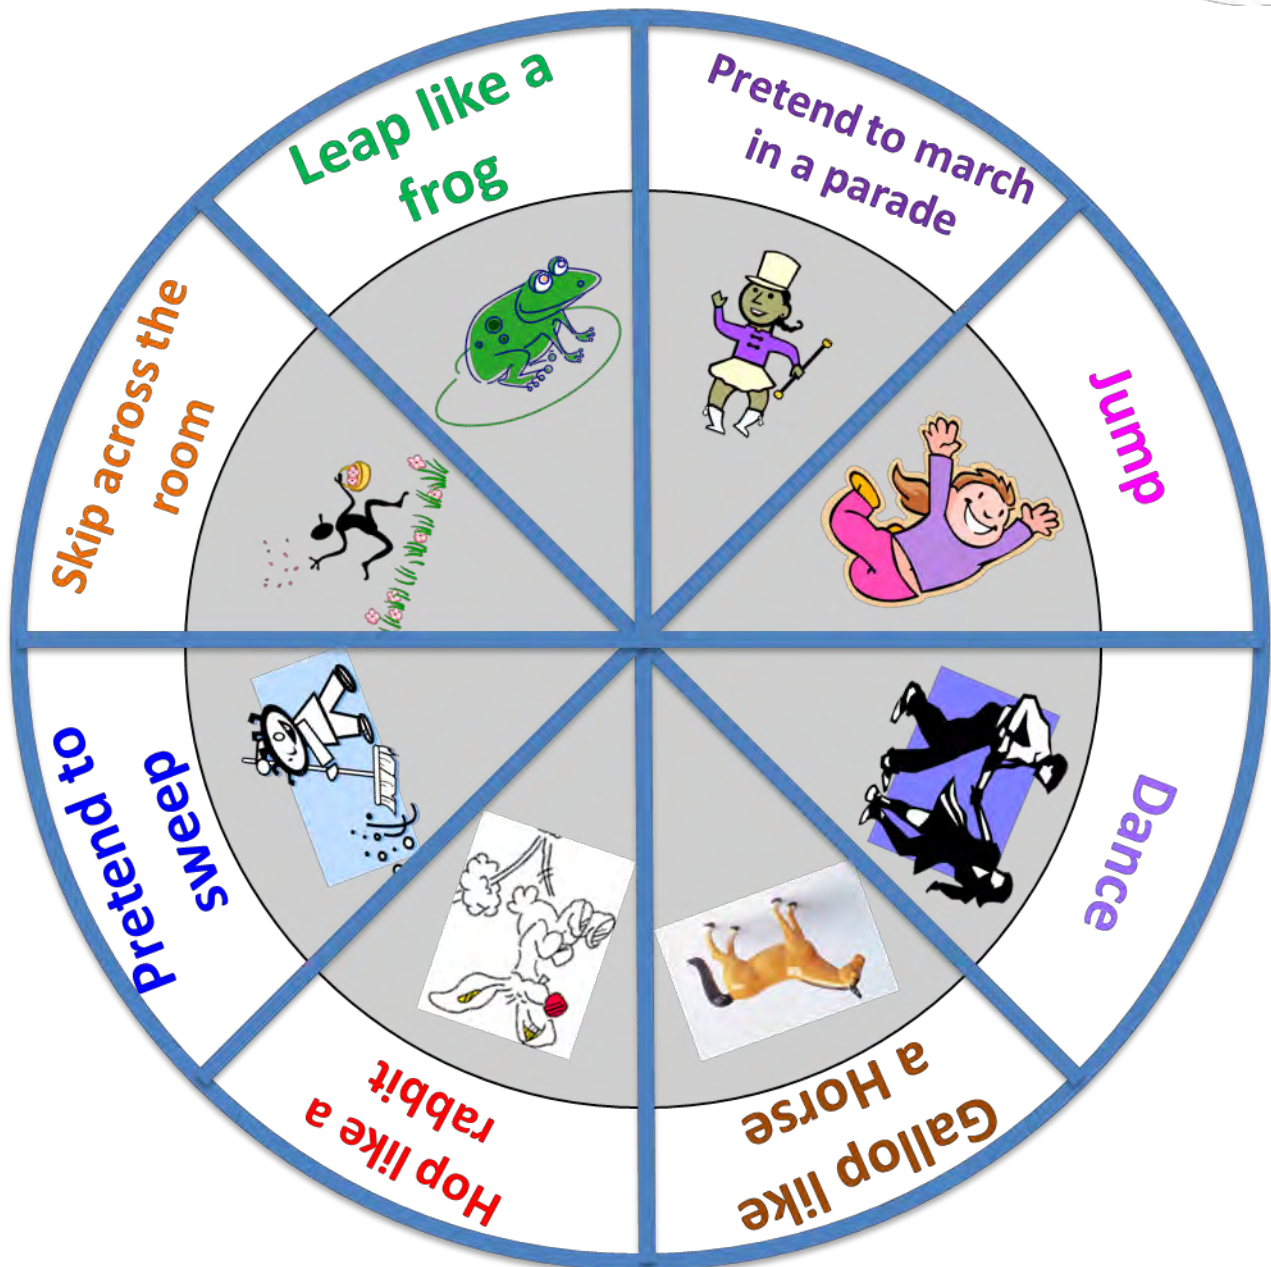 Leap like a
frog
Pretend to march
in a parade
Jump
Dance
Gallop like
a Horse
Hop like a
rabbit
Pretend to
sweep
Skip across the
room